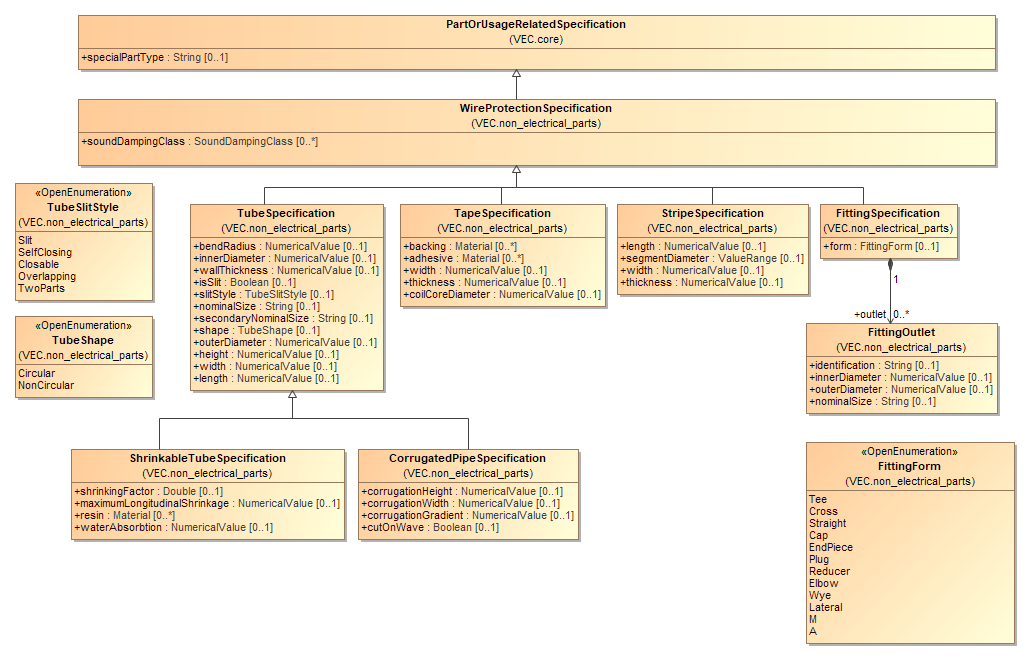 PartOrUsageRelatedSpecification
(VEC.core)
+specialPartType : String [0..1]
WireProtectionSpecification
(VEC.non_electrical_parts)
+soundDampingClass : SoundDampingClass [0..*]
«OpenEnumeration»
TubeSlitStyle
(VEC.non_electrical_parts)
Slit
SelfClosing
Closable
Overlapping
TwoParts
«OpenEnumeration»
TubeShape
(VEC.non_electrical_parts)
Circular
NonCircular
TubeSpecification
(VEC.non_electrical_parts)
+bendRadius : NumericalValue [0..1]
+innerDiameter : NumericalValue [0..1]
+wallThickness : NumericalValue [0..1]
+isSlit : Boolean [0..1]
+slitStyle : TubeSlitStyle [0..1]
+nominalSize : String [0..1]
+secondaryNominalSize : String [0..1]
+shape : TubeShape [0..1]
+outerDiameter : NumericalValue [0..1]
+height : NumericalValue [0..1]
+width : NumericalValue [0..1]
+length : NumericalValue [0..1]
TapeSpecification
(VEC.non_electrical_parts)
+backing : Material [0..*]
+adhesive : Material [0..*]
+width : NumericalValue [0..1]
+thickness : NumericalValue [0..1]
+coilCoreDiameter : NumericalValue [0..1]
StripeSpecification
(VEC.non_electrical_parts)
+length : NumericalValue [0..1]
+segmentDiameter : ValueRange [0..1]
+width : NumericalValue [0..1]
+thickness : NumericalValue [0..1]
FittingSpecification
(VEC.non_electrical_parts)
+form : FittingForm [0..1]
1
+outlet 0..*
FittingOutlet
(VEC.non_electrical_parts)
+identification : String [0..1]
+innerDiameter : NumericalValue [0..1]
+outerDiameter : NumericalValue [0..1]
+nominalSize : String [0..1]
ShrinkableTubeSpecification
(VEC.non_electrical_parts)
+shrinkingFactor : Double [0..1]
+maximumLongitudinalShrinkage : NumericalValue [0..1]
+resin : Material [0..*]
+waterAbsorbtion : NumericalValue [0..1]
CorrugatedPipeSpecification
(VEC.non_electrical_parts)
+corrugationHeight : NumericalValue [0..1]
+corrugationWidth : NumericalValue [0..1]
+corrugationGradient : NumericalValue [0..1]
+cutOnWave : Boolean [0..1]
«OpenEnumeration»
FittingForm
(VEC.non_electrical_parts)
Tee
Cross
Straight
Cap
EndPiece
Plug
Reducer
Elbow
Wye
Lateral
M
A